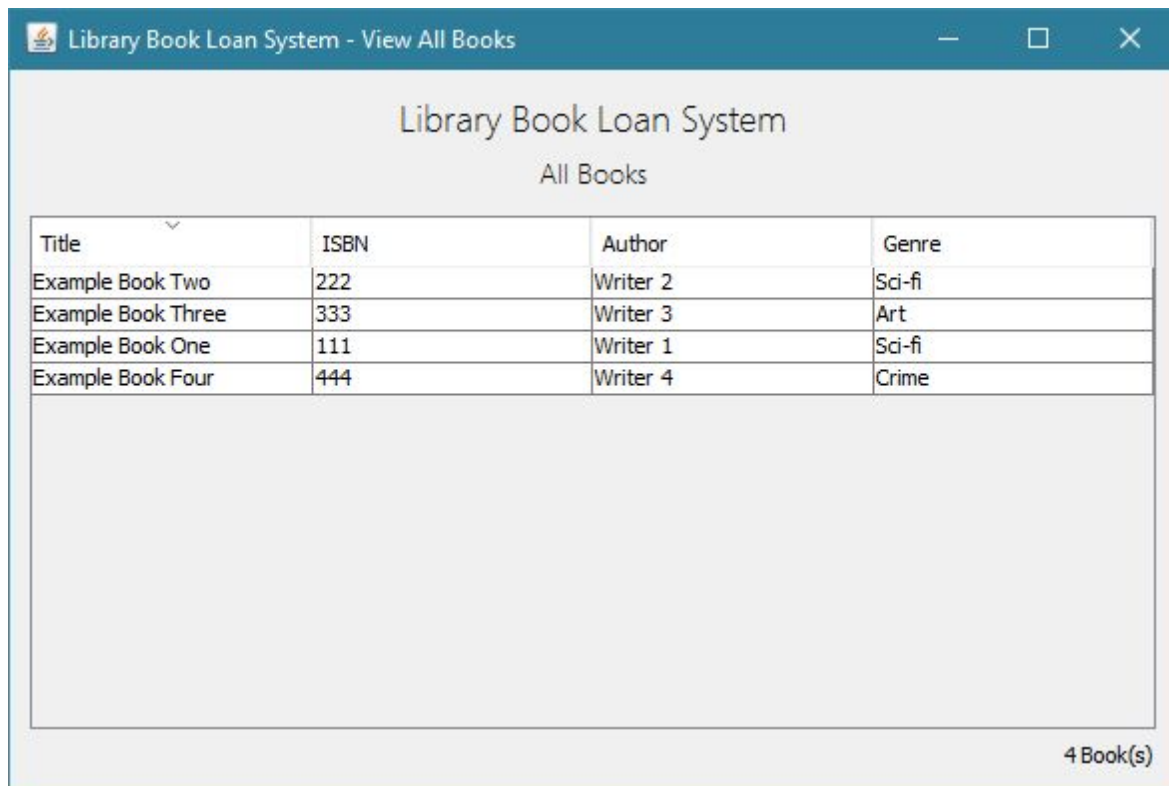 Library Book Loan System - View All Books
Library Book Loan System
All Books
Title ISBN Author Genre
Example Book Two 222 Writer 2 Sci-fi
Example Book Three 333 Writer 3 Art
Example Book One 111 Writer 1 Sci-fi
Example Book Four 444 Writer 4 Crime
4 Book(s)